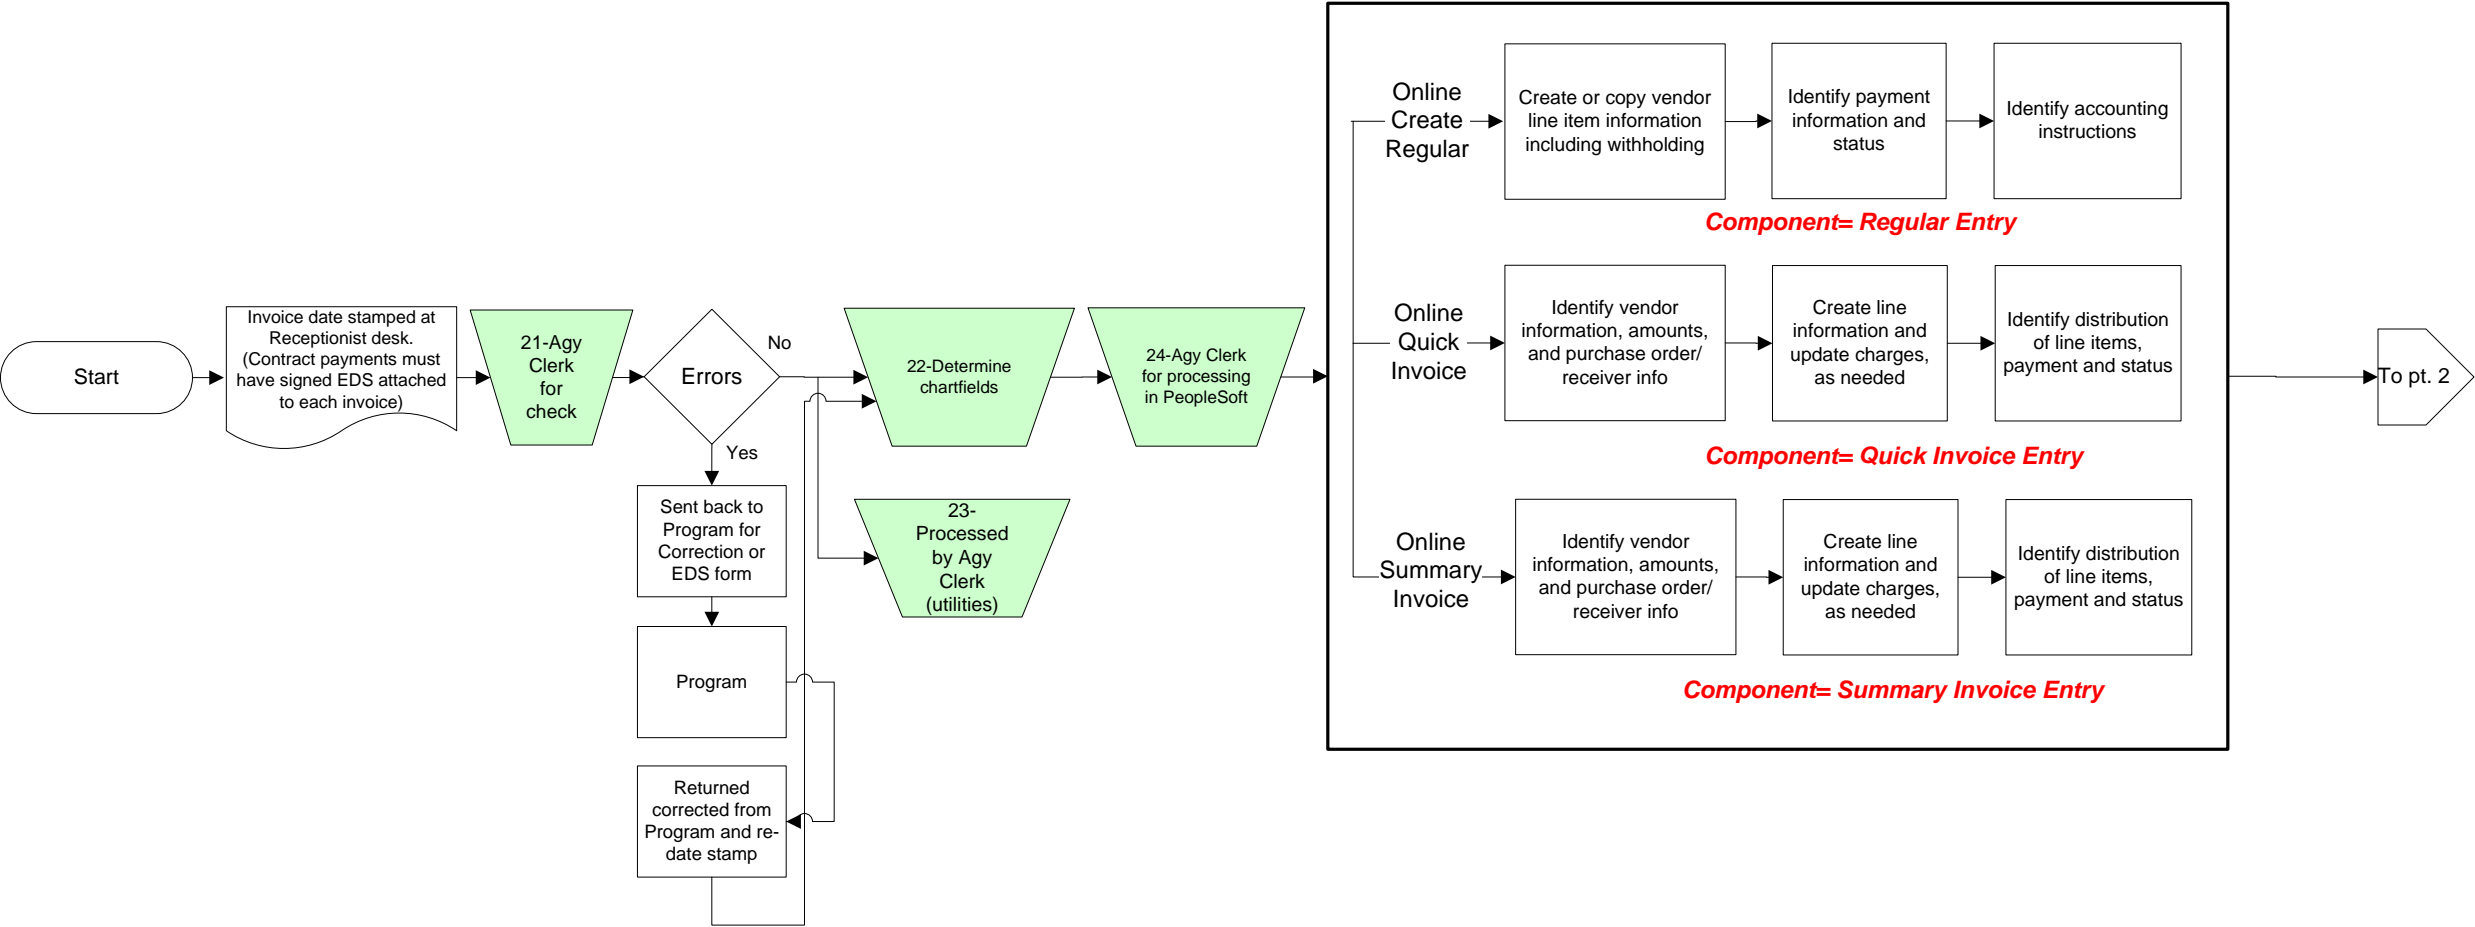 Start
Invoice date stamped at
Receptionist desk.
(Contract payments must
have signed EDS attached
to each invoice)
21-Agy
Clerk
for
check
Errors
No
Yes
Sent back to
Program for
Correction or
EDS form
Program
Returned
corrected from
Program and re-
date stamp
22-Determine
chartfields
23-
Processed
by Agy
Clerk
(utilities)
24-Agy Clerk
for processing
in PeopleSoft
Online
Create
Regular
Create or copy vendor
line item information
including withholding
Identify payment
information and
status
Identify accounting
instructions
Component= Regular Entry
Online
Quick
Invoice
Identify vendor
information, amounts,
and purchase order/
receiver info
Create line
information and
update charges,
as needed
Identify distribution
of line items,
payment and status
Component= Quick Invoice Entry
Online
Summary
Invoice
Identify vendor
information, amounts,
and purchase order/
receiver info
Create line
information and
update charges,
as needed
Identify distribution
of line items,
payment and status
Component= Summary Invoice Entry
To pt. 2